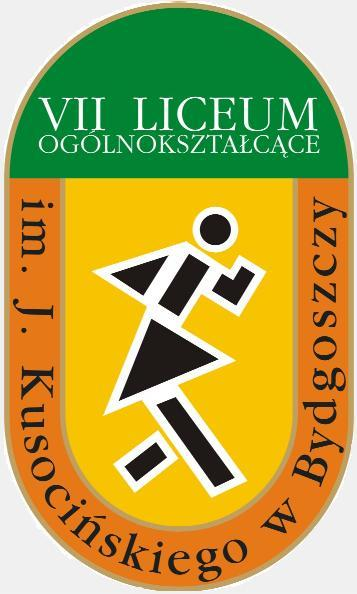 VII LICEUM
OGÓLNOKSZTAŁCĄCE
im. J. Kusocińskiego w Bydgoszczy